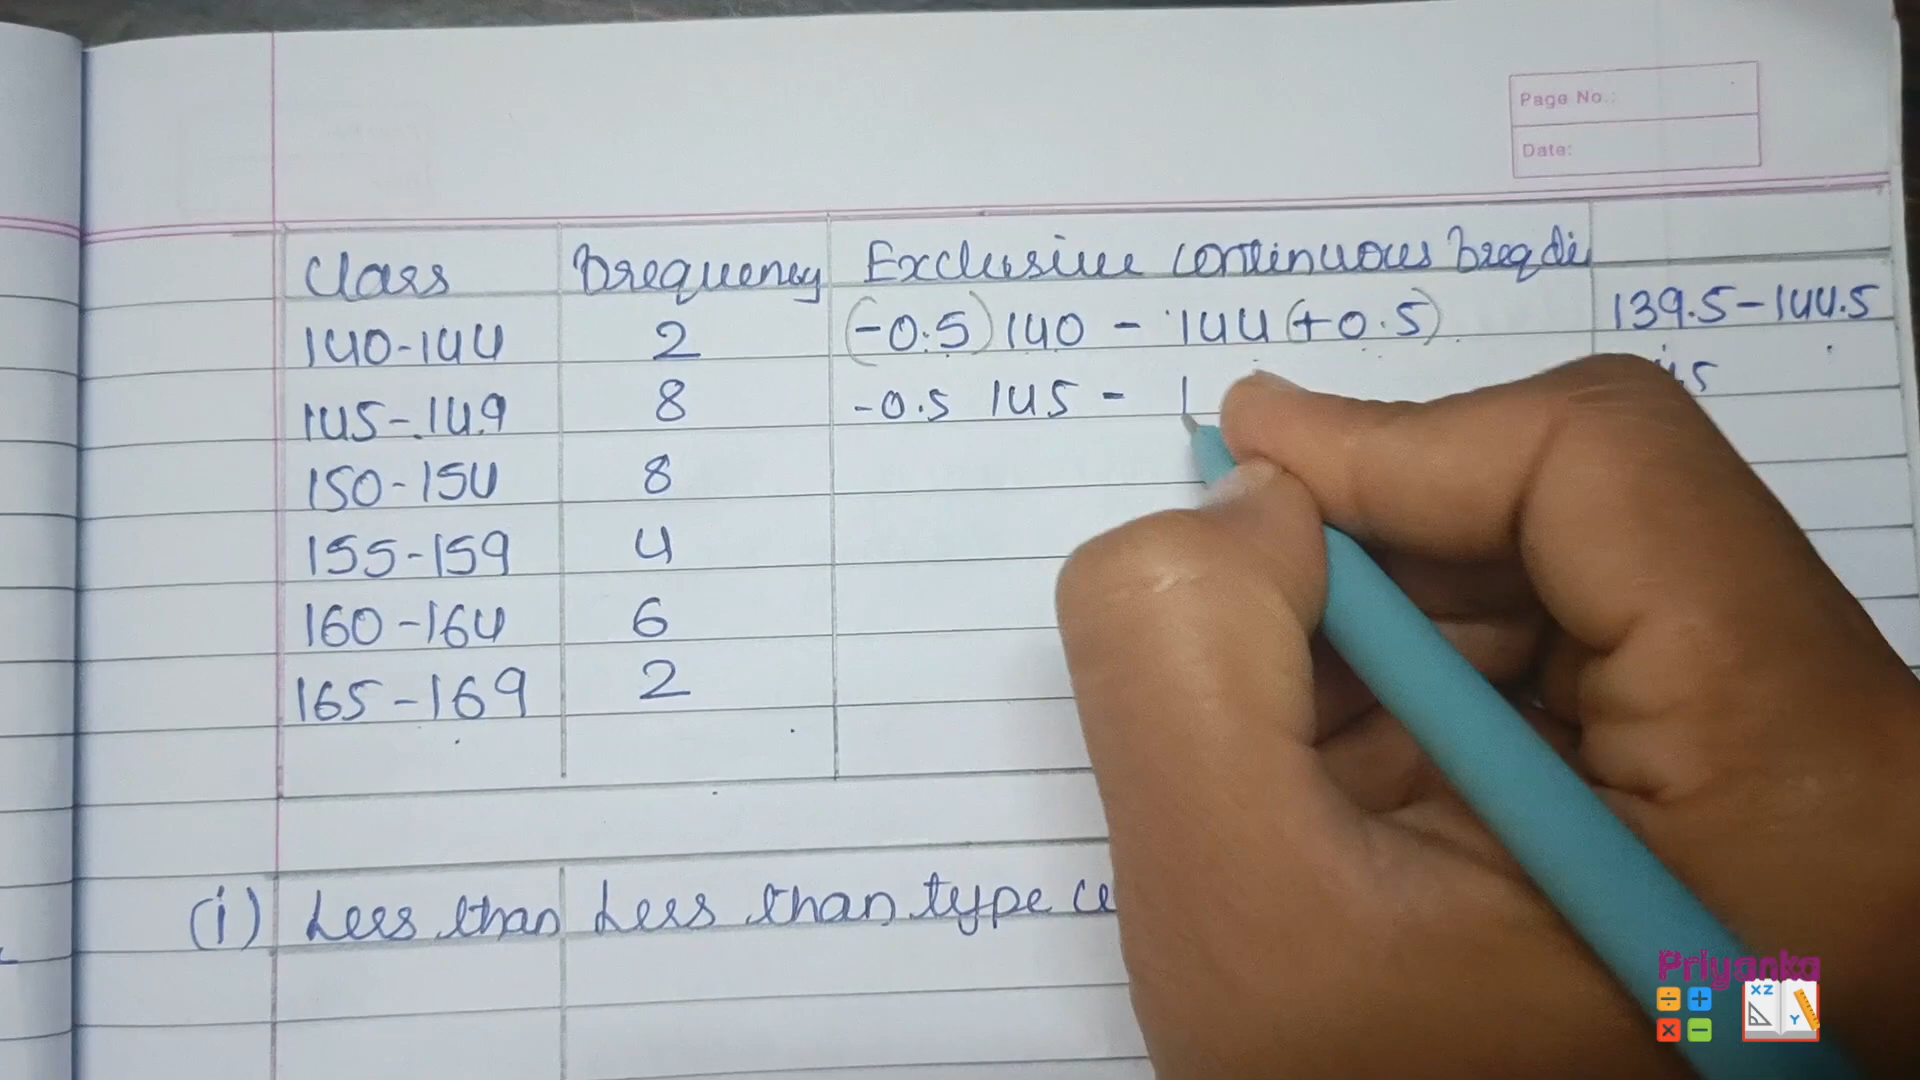 Page No.:
Date:
Class Frequency Exclusive continuous
140-144 2 (-0.5) 140 - 144 (+0.5) 139.5-144.5
145-149 8 -0.5 145 - 1
150-154 8
155-159 4
160-164 6
165-169 2
(i) Less than Less than type
Priyanka
XZ
Y